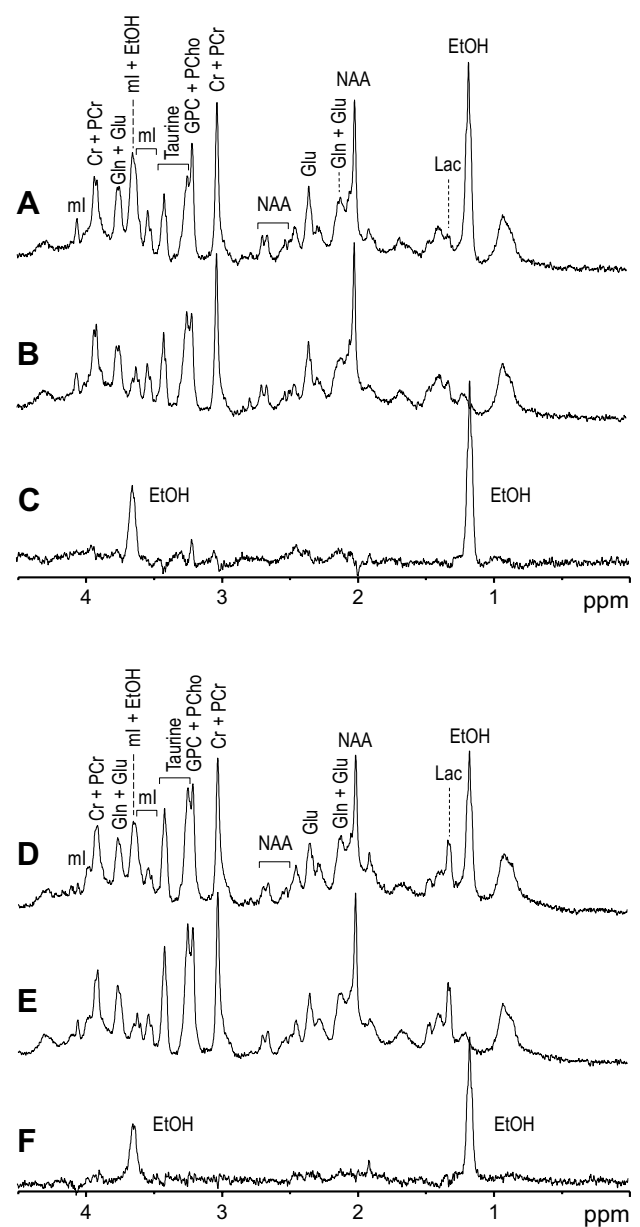 EtOH
mI + EtOH
Cr + PCr
GPC + PCho
NAA
Cr + PCr
Gln + Glu
Taurine
Gln + Glu
mI
Glu
Lac
mI
NAA
A
B
C
EtOH
EtOH
4
3
2
1
ppm
mI + EtOH
GPC + PCho
Cr + PCr
NAA
EtOH
Cr + PCr
Gln + Glu
Taurine
Gln + Glu
Lac
mI
Glu
NAA
mI
D
E
F
EtOH
EtOH
4
3
2
1
ppm